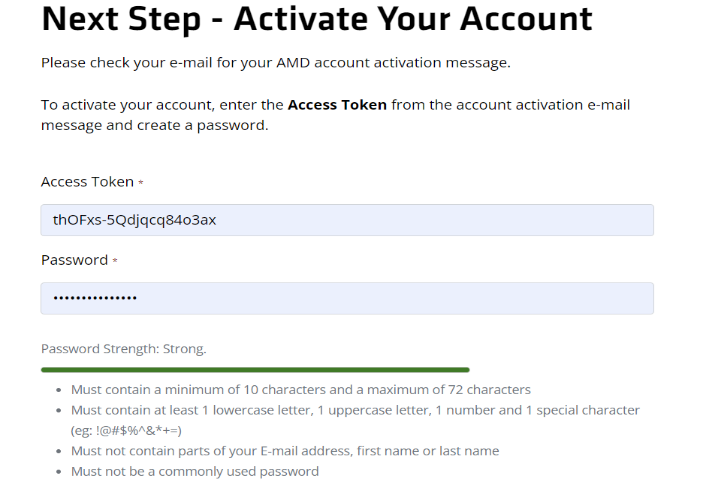 Next Step - Activate Your Account
Please check your e-mail for your AMD account activation message.
To activate your account, enter the Access Token from the account activation e-mail
message and create a password.
Access Token *
thOFxs-5Qdjqcq84o3ax
Password *
•••••••••••••••
Password Strength: Strong.
• Must contain a minimum of 10 characters and a maximum of 72 characters
• Must contain at least 1 lowercase letter, 1 uppercase letter, 1 number and 1 special character
(eg: !@#$%^&*+=)
• Must not contain parts of your E-mail address, first name or last name
• Must not be a commonly used password